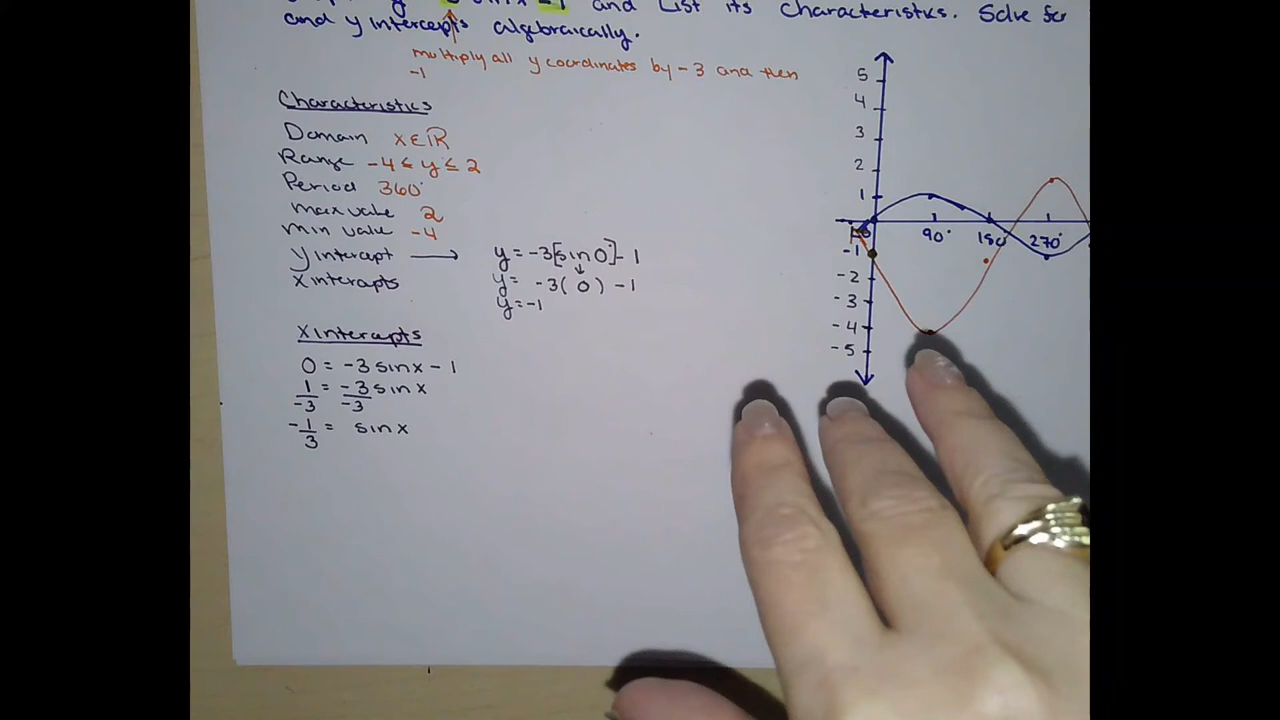 sin x - 1 and List its characteristics. Solve for
and y intercepts algebraically.
multiply all y coordinates by -3 and then
-1
Characteristics
Domain x∈ℝ
Range -4 ≤ y ≤ 2
Period 360°
max value 2
min value -4
y intercept → y = -3[sin 0] - 1
x intercepts y = -3( 0 ) - 1
y = -1
X intercepts
0 = -3 sin x - 1
1/-3 = -3 sin x/-3
-1/3 = sin x
5
4
3
2
1
90° 180° 270°
-1
-2
-3
-4
-5